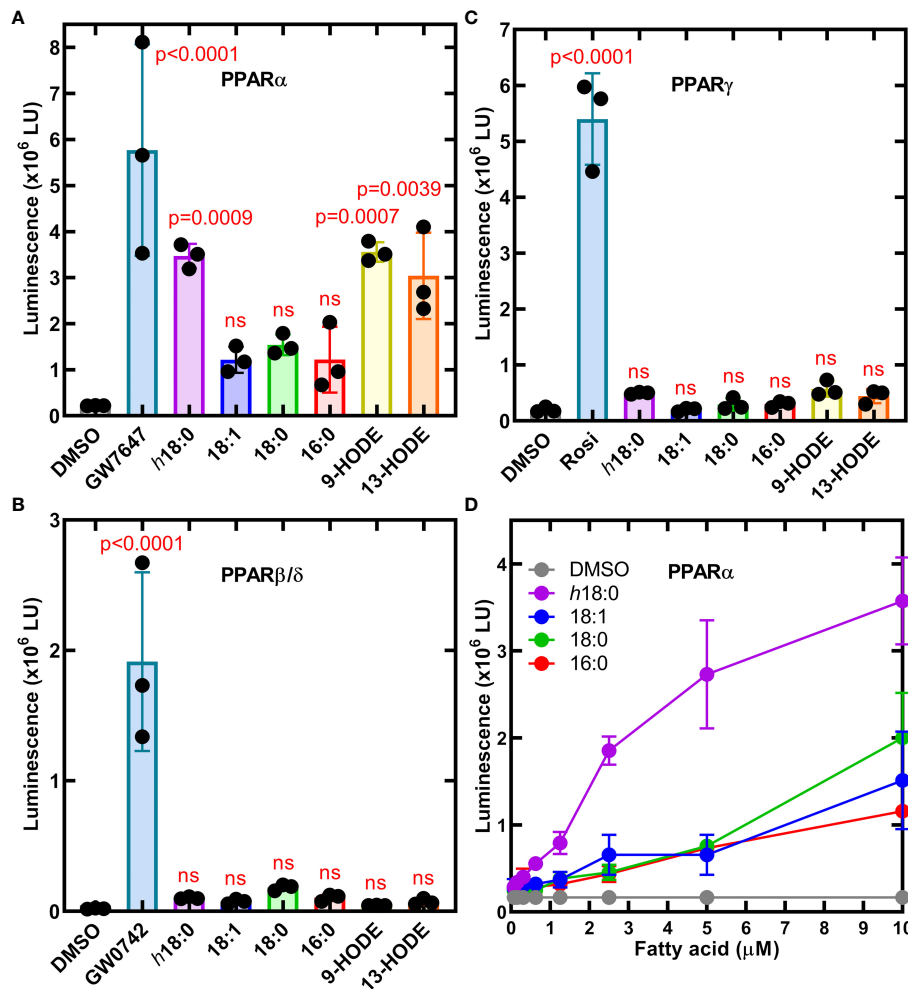 A
PPARα
Luminescence (x10⁶ LU)
8
7
6
5
4
3
2
1
0
p<0.0001
p=0.0009
ns
ns
ns
p=0.0007
p=0.0039
DMSO
GW7647
h18:0
18:1
18:0
16:0
9-HODE
13-HODE
C
PPARγ
Luminescence (x10⁶ LU)
7
6
5
4
3
2
1
0
p<0.0001
ns
ns
ns
ns
ns
ns
DMSO
Rosi
h18:0
18:1
18:0
16:0
9-HODE
13-HODE
B
PPARβ/δ
Luminescence (x10⁶ LU)
3
2
1
0
p<0.0001
ns
ns
ns
ns
ns
ns
DMSO
GW0742
h18:0
18:1
18:0
16:0
9-HODE
13-HODE
D
PPARα
DMSO
h18:0
18:1
18:0
16:0
Luminescence (x10⁶ LU)
4
3
2
1
0
0 1 2 3 4 5 6 7 8 9 10
Fatty acid (μM)